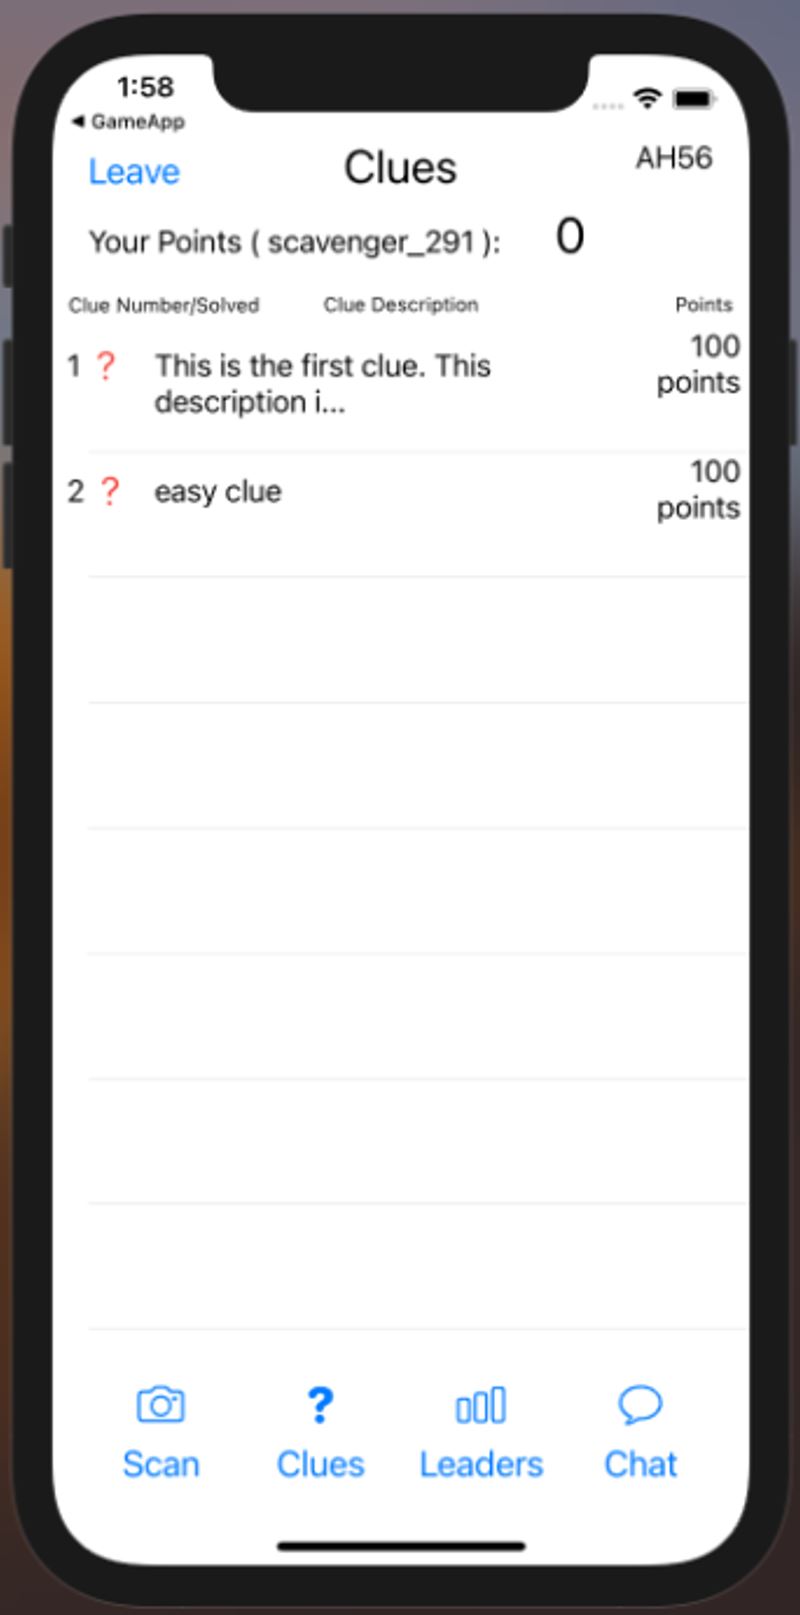 1:58
◀ GameApp
Leave
Clues
AH56
Your Points ( scavenger_291 ):
0
Clue Number/Solved
Clue Description
Points
1 ? This is the first clue. This
description i...
100
points
2 ? easy clue
100
points
?
Scan
Clues
Leaders
Chat